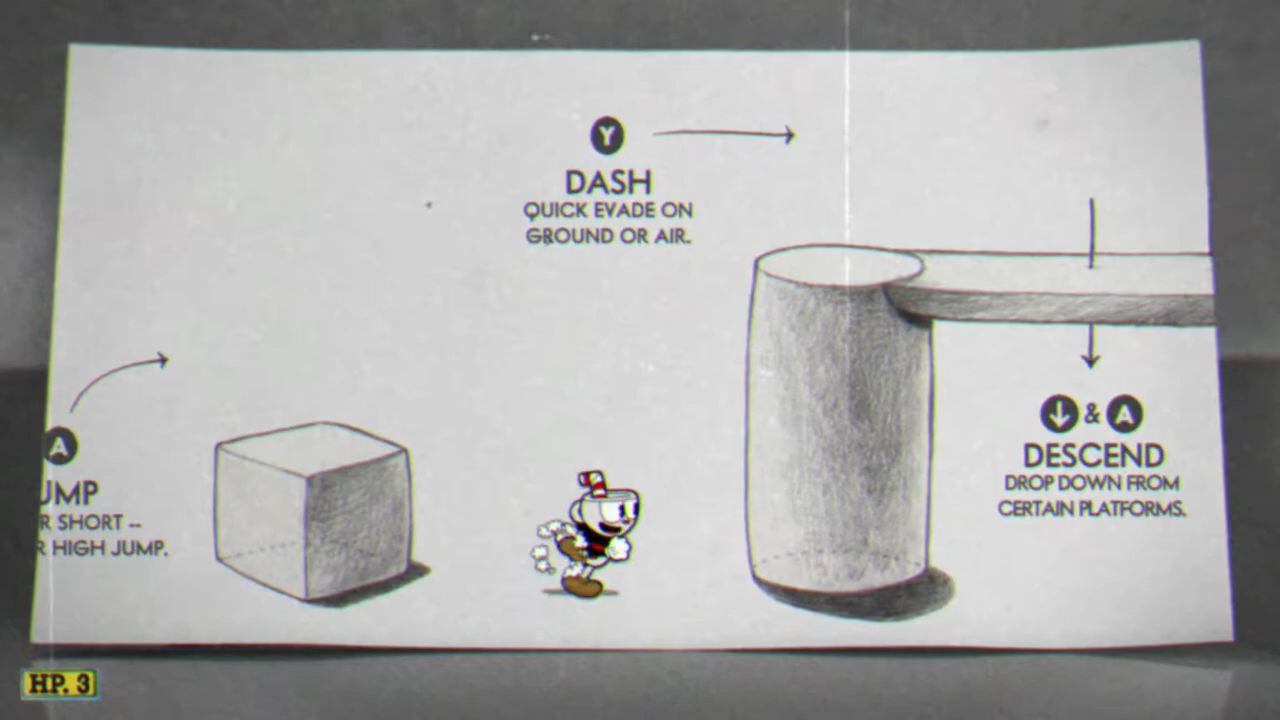 Y
DASH
QUICK EVADE ON
GROUND OR AIR.
A
UMP
R SHORT --
R HIGH JUMP.
↓ & A
DESCEND
DROP DOWN FROM
CERTAIN PLATFORMS.
HP. 3